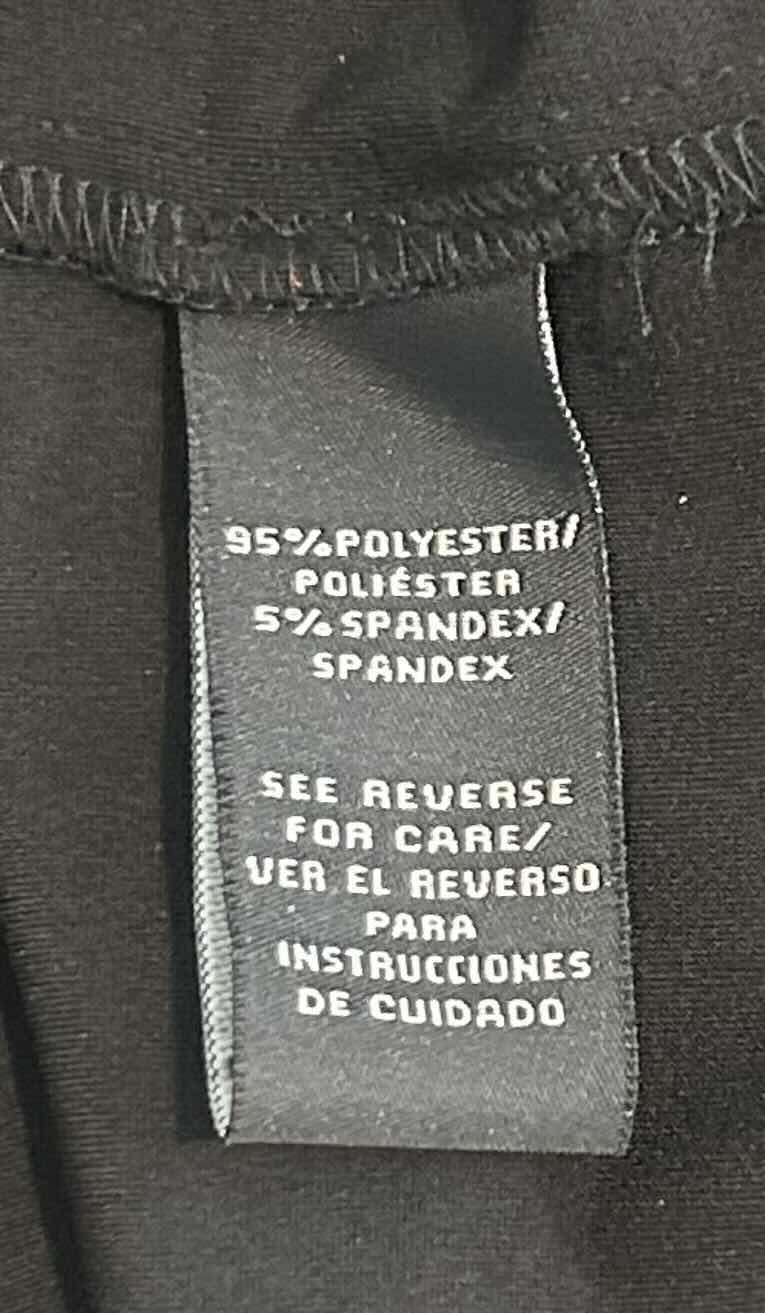 95%POLYESTER/
POLIÉSTER
5% SPANDEX/
SPANDEX
SEE REVERSE
FOR CARE/
VER EL REVERSO
PARA
INSTRUCCIONES
DE CUIDADO